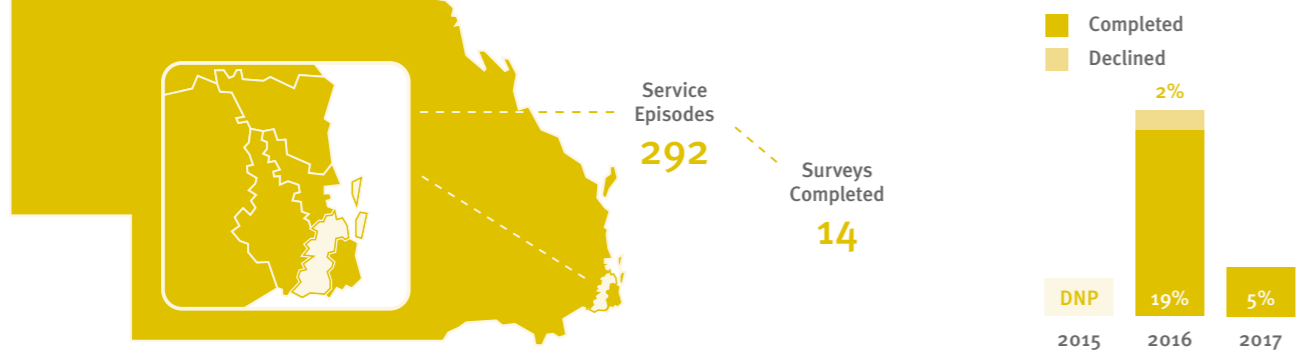 Service
Episodes
292
Surveys
Completed
14
Completed
Declined
2%
DNP
19%
5%
2015
2016
2017